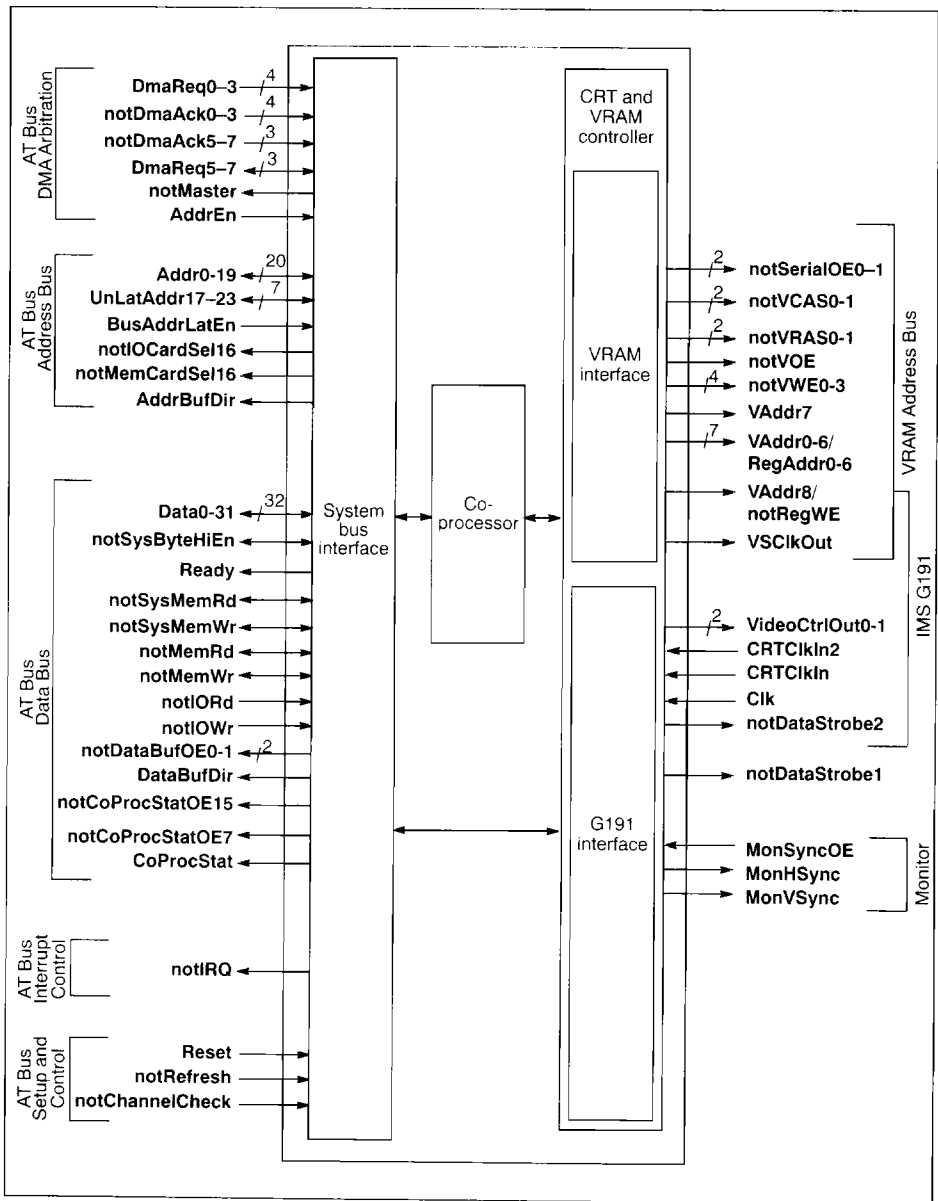 AT Bus
DMA Arbitration
DmaReq0–3
4
notDmaAck0–3
4
notDmaAck5–7
3
DmaReq5–7
3
notMaster
AddrEn
AT Bus
Address Bus
Addr0-19
20
UnLatAddr17–23
7
BusAddrLatEn
notIOCardSel16
notMemCardSel16
AddrBufDir
AT Bus
Data Bus
Data0-31
32
notSysByteHiEn
Ready
notSysMemRd
notSysMemWr
notMemRd
notMemWr
notIORd
notIOWr
notDataBufOE0-1
2
DataBufDir
notCoProcStatOE15
notCoProcStatOE7
CoProcStat
AT Bus
Interrupt
Control
notIRQ
AT Bus
Setup and
Control
Reset
notRefresh
notChannelCheck
System
bus
interface
Co-
processor
CRT and
VRAM
controller
VRAM
interface
G191
interface
2
notSerialOE0–1
2
notVCAS0-1
2
notVRAS0-1
notVOE
4
notVWE0-3
VAddr7
7
VAddr0-6/
RegAddr0-6
VAddr8/
notRegWE
VSClkOut
VRAM Address Bus
2
VideoCtrlOut0-1
CRTClkIn2
CRTClkIn
Clk
notDataStrobe2
IMS G191
notDataStrobe1
MonSyncOE
MonHSync
MonVSync
Monitor